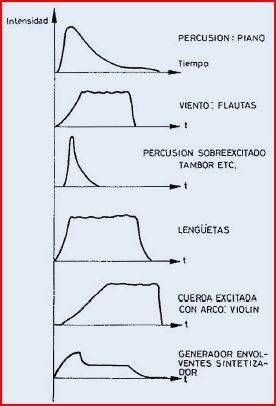 Intensidad
PERCUSION: PIANO
Tiempo
VIENTO: FLAUTAS
t
PERCUSION SOBREEXCITADO
TAMBOR ETC.
t
LENGÜETAS
t
CUERDA EXCITADA
CON ARCO: VIOLIN
t
GENERADOR ENVOL-
VENTES SINTETIZA-
DOR
t